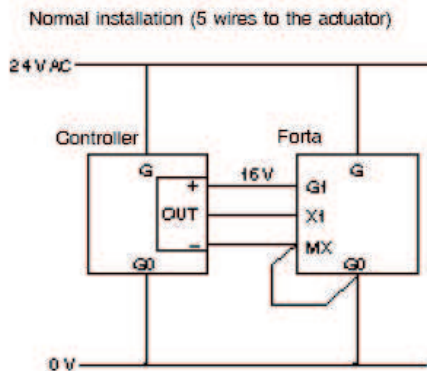 Normal installation (5 wires to the actuator)
24 V AC
Controller
Forta
G
G
+
16 V
G1
OUT
X1
–
MX
G0
G0
0 V